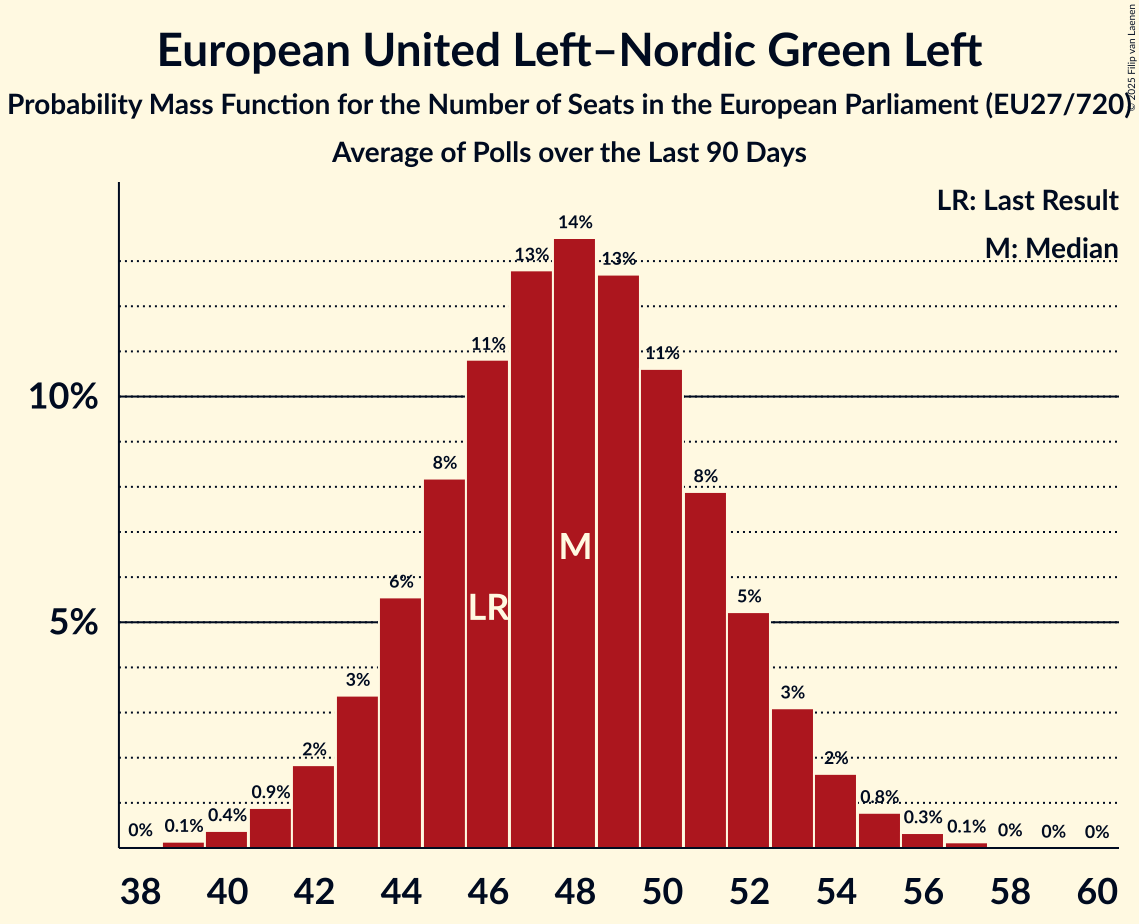 European United Left–Nordic Green Left
Probability Mass Function for the Number of Seats in the European Parliament (EU27/720)
Average of Polls over the Last 90 Days
© 2025 Filip van Laenen
LR: Last Result
M: Median
10%
5%
0%
0.1%
0.4%
0.9%
2%
3%
6%
8%
11%
13%
14%
13%
11%
8%
5%
3%
2%
0.8%
0.3%
0.1%
0%
0%
0%
LR
M
38 40 42 44 46 48 50 52 54 56 58 60